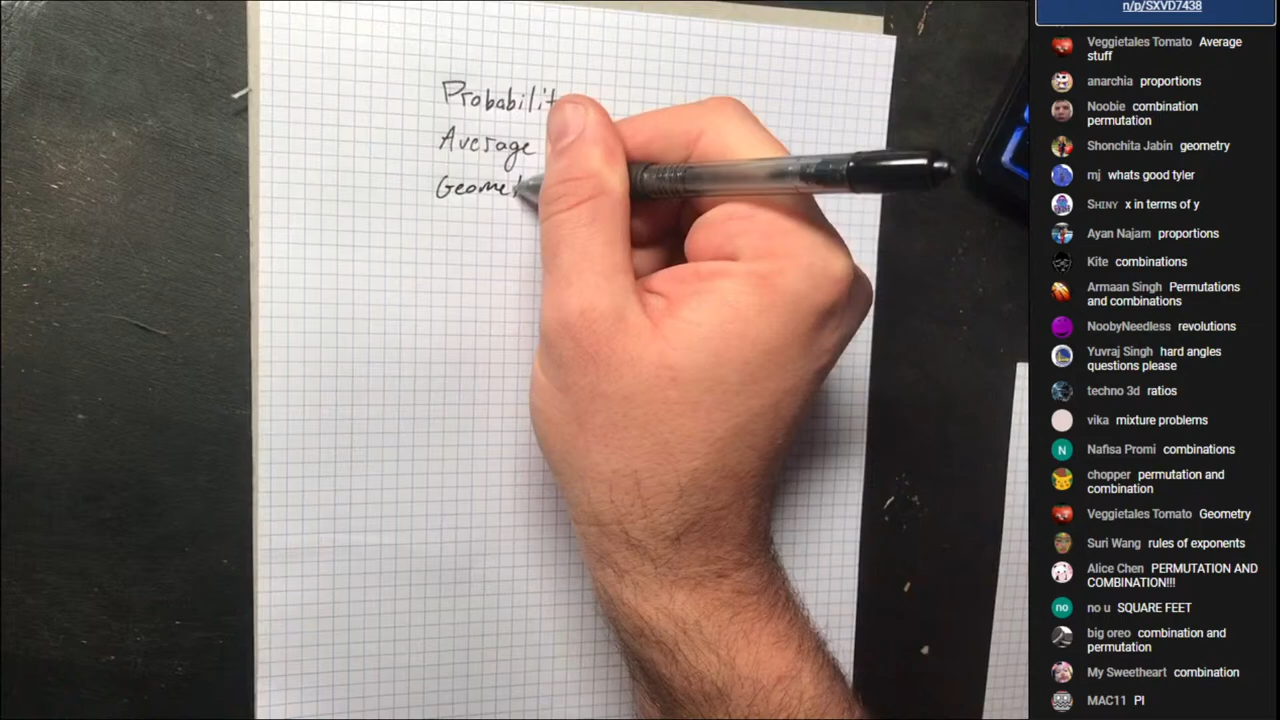 Probabilit
Average
Geomet
n/p/SXVD7438
Veggietales Tomato Average
stuff
anarchia proportions
Noobie combination
permutation
Shonchita Jabin geometry
mj whats good tyler
SHINY x in terms of y
Ayan Najam proportions
Kite combinations
Armaan Singh Permutations
and combinations
NoobyNeedless revolutions
Yuvraj Singh hard angles
questions please
techno 3d ratios
vika mixture problems
N
Nafisa Promi combinations
chopper permutation and
combination
Veggietales Tomato Geometry
Suri Wang rules of exponents
Alice Chen PERMUTATION AND
COMBINATION!!!
no
no u SQUARE FEET
big oreo combination and
permutation
My Sweetheart combination
MAC11 PI